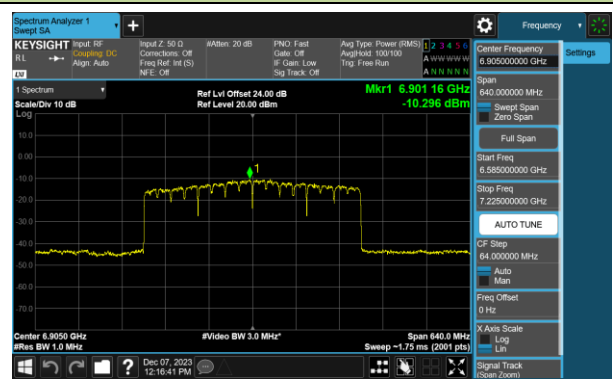 Spectrum Analyzer 1
Swept SA
Frequency
KEYSIGHT
RL
LW
Input: RF
Coupling: DC
Align: Auto
Input Z: 50 Ω
Corrections: Off
Freq Ref: Int (S)
NFE: Off
#Atten: 20 dB
PNO: Fast
Gate: Off
IF Gain: Low
Sig Track: Off
Avg Type: Power (RMS)
Avg|Hold: 100/100
Trig: Free Run
1 2 3 4 5 6
A W W W W W
A N N N N N
1 Spectrum
Scale/Div 10 dB
Log
Ref Lvl Offset 24.00 dB
Ref Level 20.00 dBm
Mkr1 6.901 16 GHz
-10.296 dBm
10.0
0.00
-10.0
-20.0
-30.0
-40.0
-50.0
-60.0
-70.0
1
Center 6.9050 GHz
#Res BW 1.0 MHz
#Video BW 3.0 MHz*
Span 640.0 MHz
Sweep ~1.75 ms (2001 pts)
Dec 07, 2023
12:16:41 PM
Center Frequency
6.905000000 GHz
Span
640.000000 MHz
Swept Span
Zero Span
Full Span
Start Freq
6.585000000 GHz
Stop Freq
7.225000000 GHz
AUTO TUNE
CF Step
64.000000 MHz
Auto
Man
Freq Offset
0 Hz
X Axis Scale
Log
Lin
Signal Track
(Span Zoom)
Settings